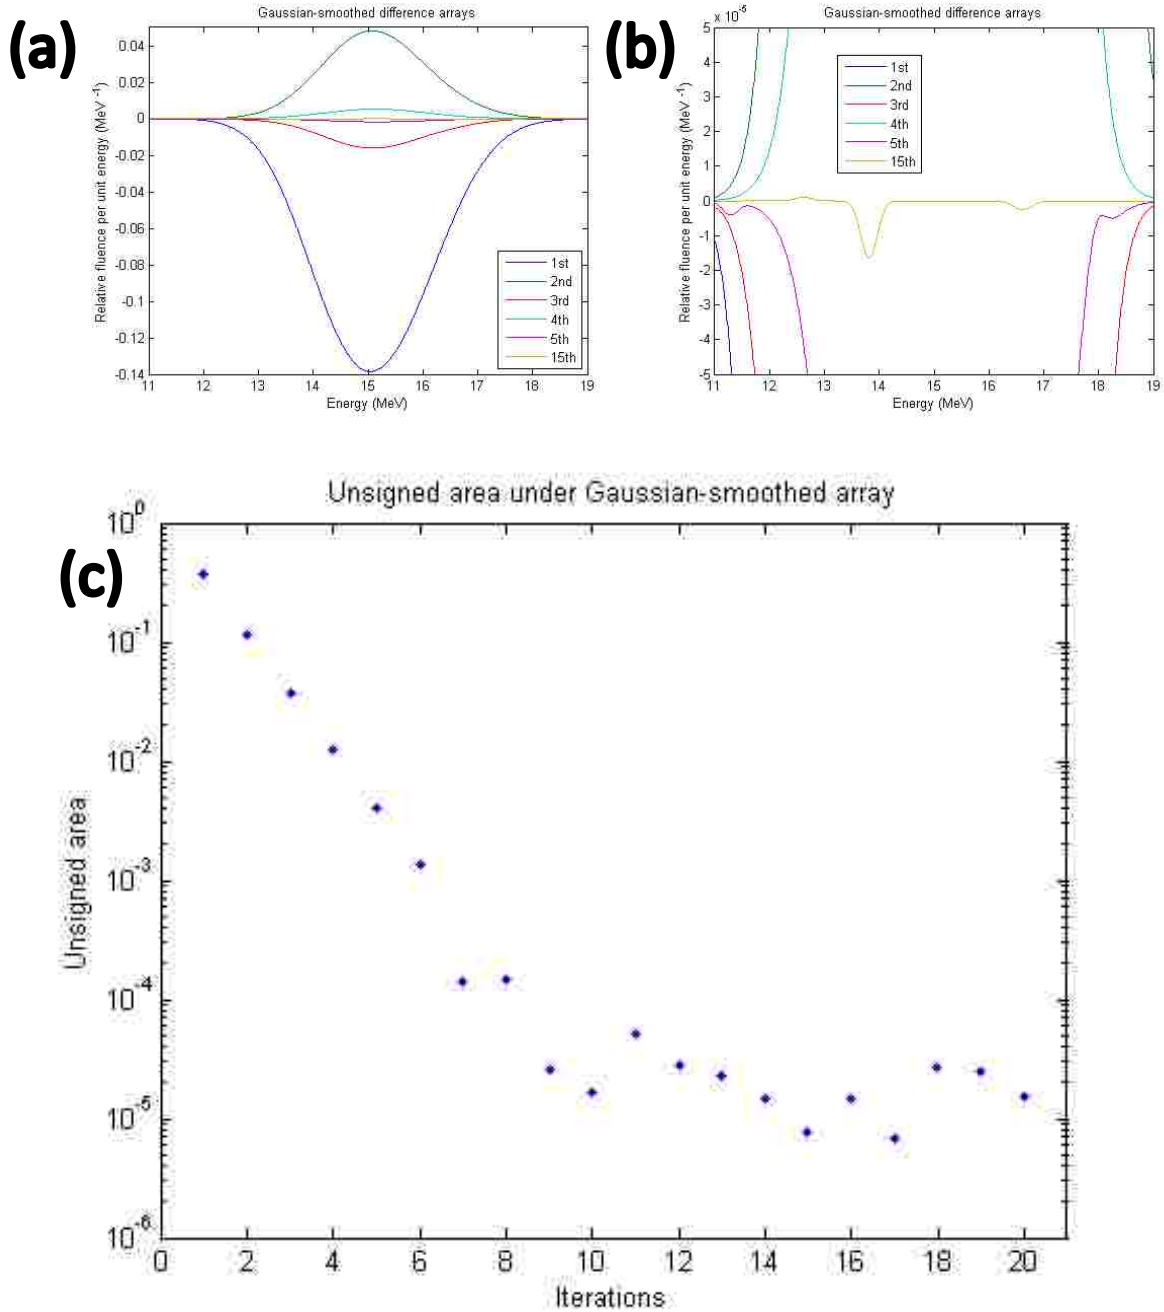 (a)
Gaussian-smoothed difference arrays
Relative fluence per unit energy (MeV -1)
0.04
0.02
0
-0.02
-0.04
-0.06
-0.08
-0.1
-0.12
-0.14
1st
2nd
3rd
4th
5th
15th
11 12 13 14 15 16 17 18 19
Energy (MeV)
(b)
Gaussian-smoothed difference arrays
x 10-5
Relative fluence per unit energy (MeV -1)
5
4
3
2
1
0
-1
-2
-3
-4
-5
1st
2nd
3rd
4th
5th
15th
11 12 13 14 15 16 17 18 19
Energy (MeV)
(c)
Unsigned area under Gaussian-smoothed array
Unsigned area
10^0
10^-1
10^-2
10^-3
10^-4
10^-5
10^-6
0 2 4 6 8 10 12 14 16 18 20
Iterations